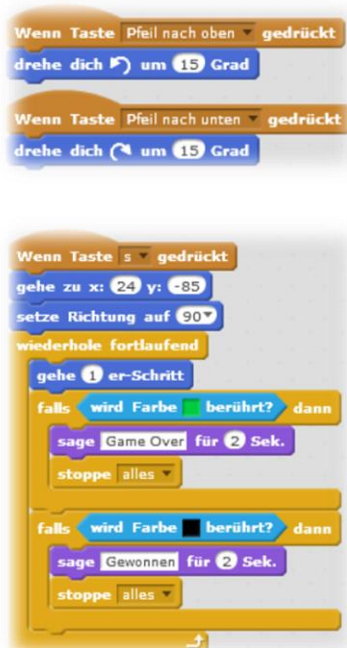 Wenn Taste Pfeil nach oben gedrückt
drehe dich um 15 Grad
Wenn Taste Pfeil nach unten gedrückt
drehe dich um 15 Grad
Wenn Taste s gedrückt
gehe zu x: 24 y: -85
setze Richtung auf 90
wiederhole fortlaufend
gehe 1 er-Schritt
falls wird Farbe berührt? dann
sage Game Over für 2 Sek.
stoppe alles
falls wird Farbe berührt? dann
sage Gewonnen für 2 Sek.
stoppe alles